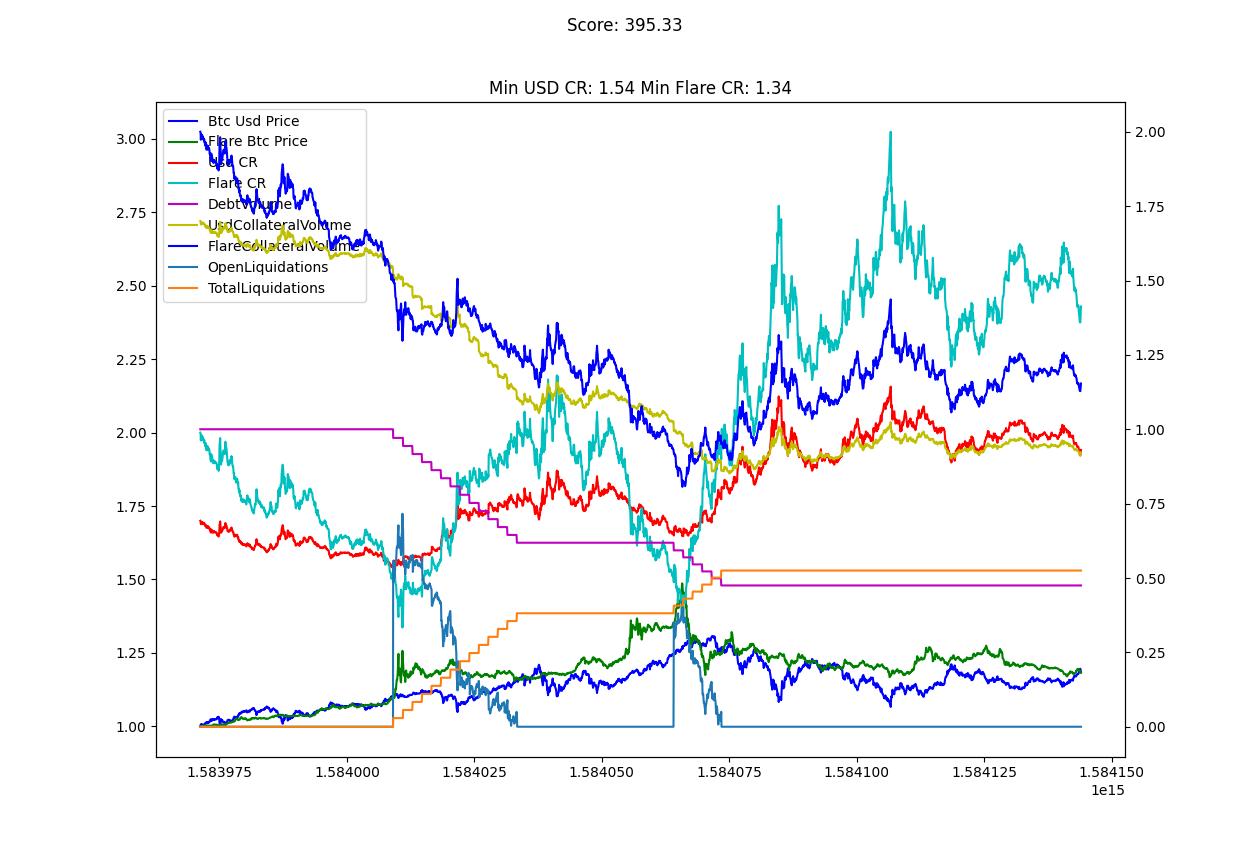 Score: 395.33
Min USD CR: 1.54 Min Flare CR: 1.34
Btc Usd Price
Flare Btc Price
Usd CR
Flare CR
DebtVolume
UsdCollateralVolume
FlareCollateralVolume
OpenLiquidations
TotalLiquidations
3.00
2.75
2.50
2.25
2.00
1.75
1.50
1.25
1.00
2.00
1.75
1.50
1.25
1.00
0.75
0.50
0.25
0.00
1.583975 1.584000 1.584025 1.584050 1.584075 1.584100 1.584125 1.584150
1e15